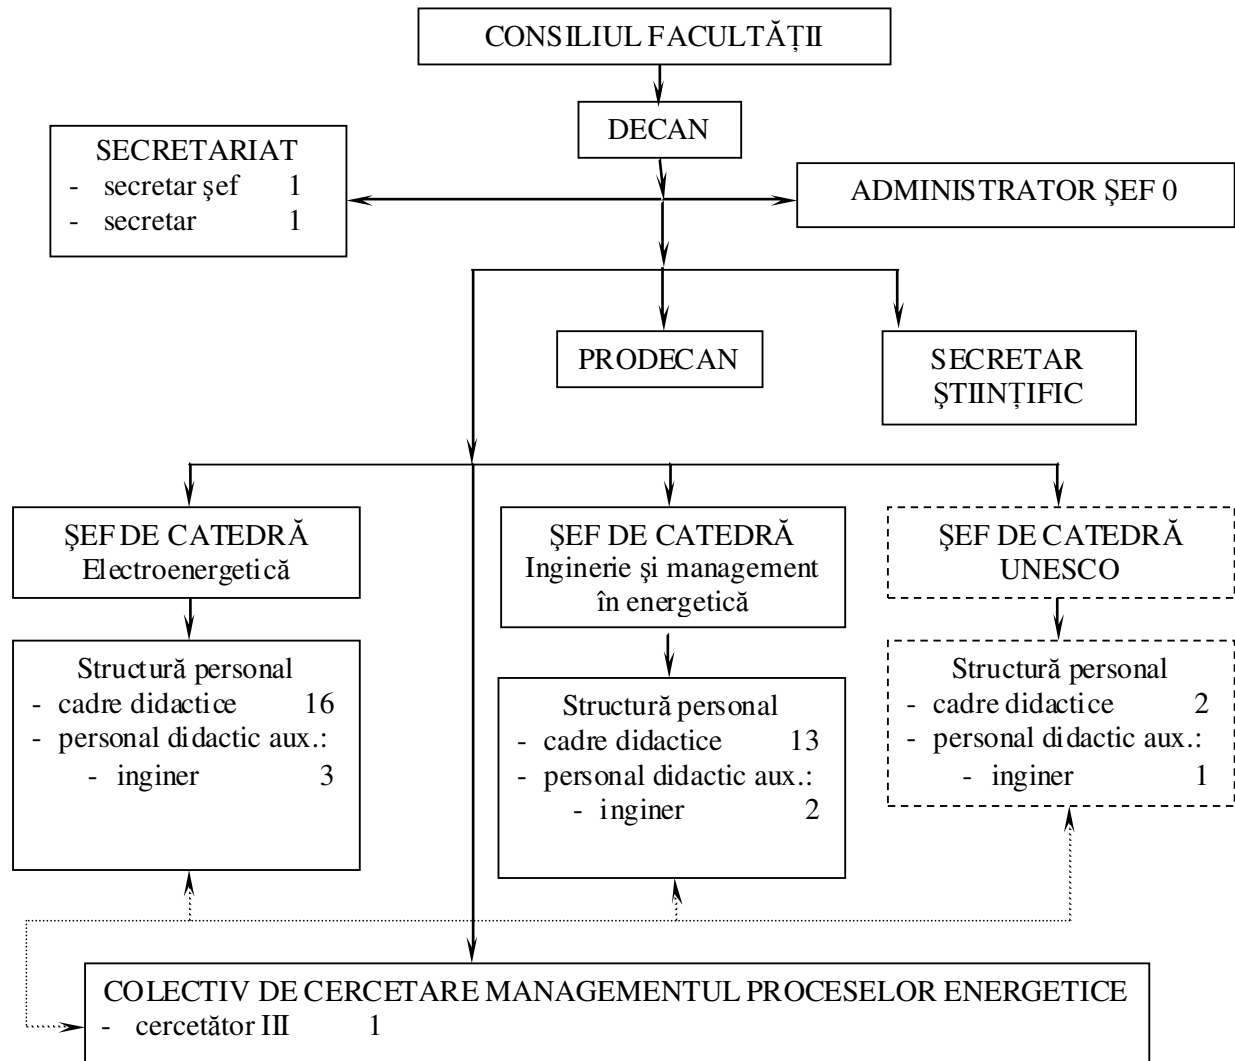 CONSILIUL FACULTĂȚII
DECAN
SECRETARIAT
- secretar şef 1
- secretar 1
ADMINISTRATOR ŞEF 0
PRODECAN
SECRETAR
ŞTIINȚIFIC
ŞEF DE CATEDRĂ
Electroenergetică
ŞEF DE CATEDRĂ
Inginerie şi management
în energetică
ŞEF DE CATEDRĂ
UNESCO
Structură personal
- cadre didactice 16
- personal didactic aux.:
- inginer 3
Structură personal
- cadre didactice 13
- personal didactic aux.:
- inginer 2
Structură personal
- cadre didactice 2
- personal didactic aux.:
- inginer 1
COLECTIV DE CERCETARE MANAGEMENTUL PROCESELOR ENERGETICE
- cercetător III 1